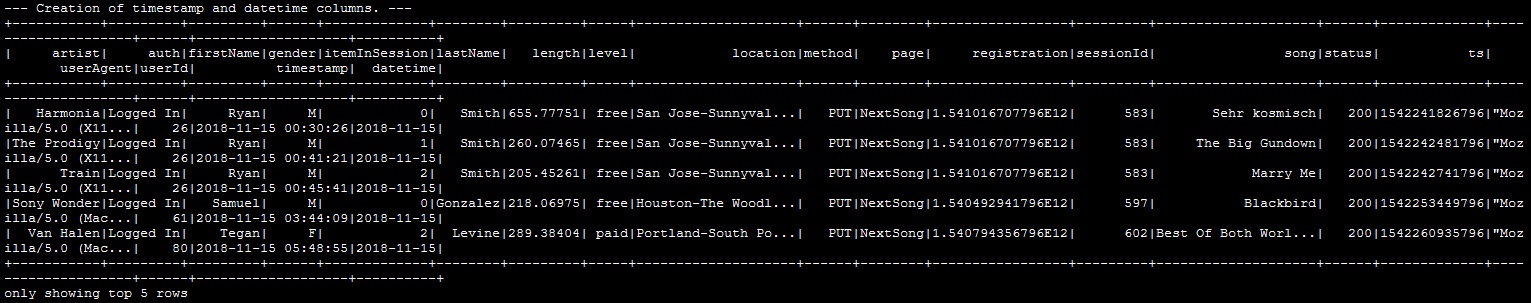 --- Creation of timestamp and datetime columns. ---
+-----------+---------+---------+------+-------------+--------+---------+-----+--------------------+------+--------+-----------------+---------+--------------------+------+-------------+----
----------------+------+-------------------+----------+
|     artist|     auth|firstName|gender|itemInSession|lastName|   length|level|            location|method|    page|     registration|sessionId|                song|status|           ts|
       userAgent|userId|          timestamp|  datetime|
+-----------+---------+---------+------+-------------+--------+---------+-----+--------------------+------+--------+-----------------+---------+--------------------+------+-------------+----
----------------+------+-------------------+----------+
|   Harmonia|Logged In|     Ryan|     M|            0|   Smith|655.77751| free|San Jose-Sunnyval...|   PUT|NextSong|1.541016707796E12|      583|       Sehr kosmisch|   200|1542241826796|"Moz
illa/5.0 (X11...|    26|2018-11-15 00:30:26|2018-11-15|
|The Prodigy|Logged In|     Ryan|     M|            1|   Smith|260.07465| free|San Jose-Sunnyval...|   PUT|NextSong|1.541016707796E12|      583|     The Big Gundown|   200|1542242481796|"Moz
illa/5.0 (X11...|    26|2018-11-15 00:41:21|2018-11-15|
|      Train|Logged In|     Ryan|     M|            2|   Smith|205.45261| free|San Jose-Sunnyval...|   PUT|NextSong|1.541016707796E12|      583|            Marry Me|   200|1542242741796|"Moz
illa/5.0 (X11...|    26|2018-11-15 00:45:41|2018-11-15|
|Sony Wonder|Logged In|   Samuel|     M|            0|Gonzalez|218.06975| free|Houston-The Woodl...|   PUT|NextSong|1.540492941796E12|      597|           Blackbird|   200|1542253449796|"Moz
illa/5.0 (Mac...|    61|2018-11-15 03:44:09|2018-11-15|
|  Van Halen|Logged In|    Tegan|     F|            2|  Levine|289.38404| paid|Portland-South Po...|   PUT|NextSong|1.540794356796E12|      602|Best Of Both Worl...|   200|1542260935796|"Moz
illa/5.0 (Mac...|    80|2018-11-15 05:48:55|2018-11-15|
+-----------+---------+---------+------+-------------+--------+---------+-----+--------------------+------+--------+-----------------+---------+--------------------+------+-------------+----
----------------+------+-------------------+----------+
only showing top 5 rows